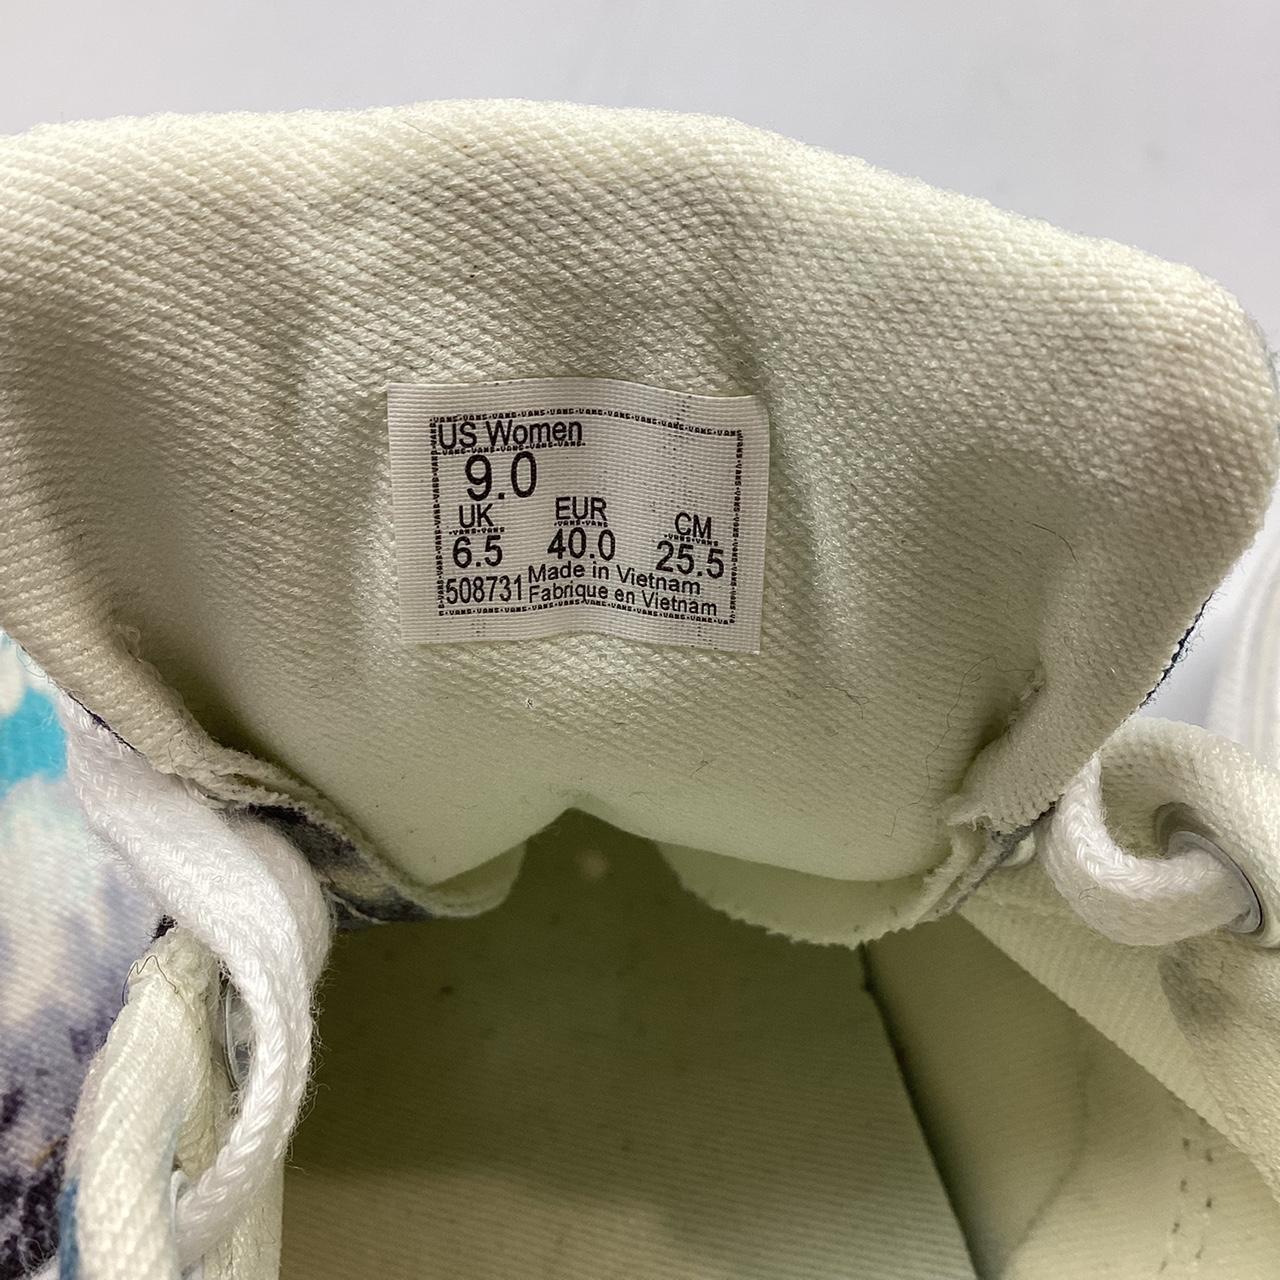 US Women
9.0
UK EUR CM
6.5 40.0 25.5
508731 Made in Vietnam
Fabrique en Vietnam